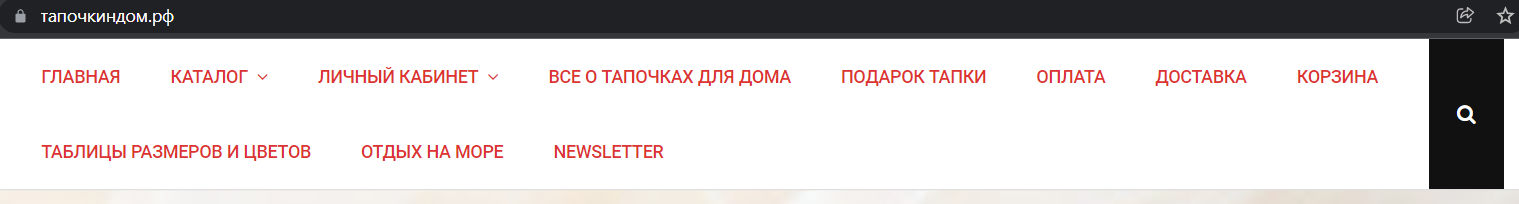 тапочкиндом.рф
ГЛАВНАЯ КАТАЛОГ ЛИЧНЫЙ КАБИНЕТ ВСЕ О ТАПОЧКАХ ДЛЯ ДОМА ПОДАРОК ТАПКИ ОПЛАТА ДОСТАВКА КОРЗИНА
ТАБЛИЦЫ РАЗМЕРОВ И ЦВЕТОВ ОТДЫХ НА МОРЕ NEWSLETTER